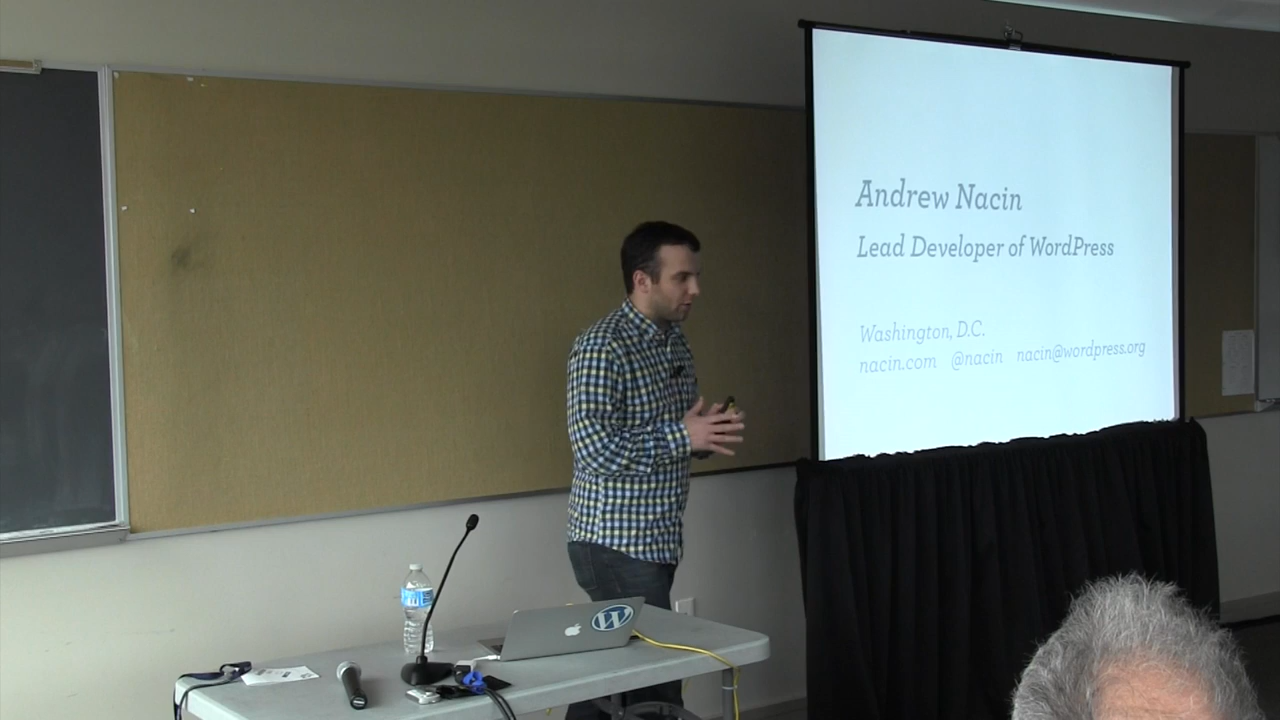 Andrew Nacin
Lead Developer of WordPress
Washington, D.C.
nacin.com @nacin nacin@wordpress.org
W